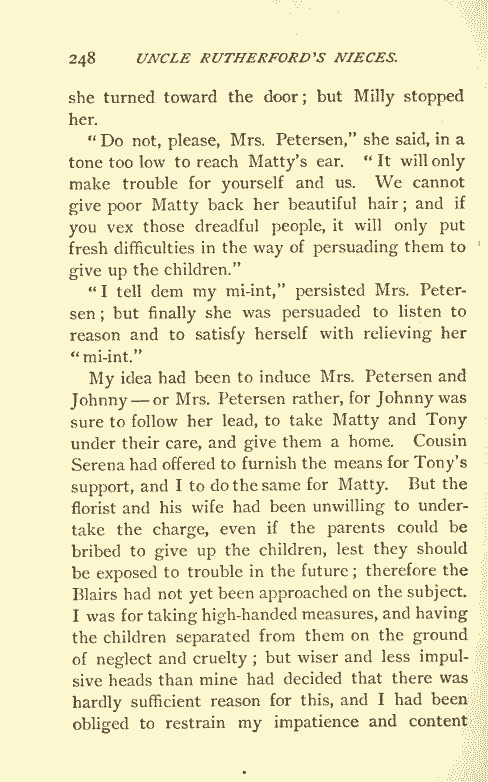 248 UNCLE RUTHERFORD'S NIECES.
she turned toward the door; but Milly stopped
her.
"Do not, please, Mrs. Petersen," she said, in a
tone too low to reach Matty's ear. "It will only
make trouble for yourself and us. We cannot
give poor Matty back her beautiful hair; and if
you vex those dreadful people, it will only put
fresh difficulties in the way of persuading them to
give up the children."
"I tell dem my mi-int," persisted Mrs. Peter-
sen; but finally she was persuaded to listen to
reason and to satisfy herself with relieving her
"mi-int."
My idea had been to induce Mrs. Petersen and
Johnny — or Mrs. Petersen rather, for Johnny was
sure to follow her lead, to take Matty and Tony
under their care, and give them a home. Cousin
Serena had offered to furnish the means for Tony's
support, and I to do the same for Matty. But the
florist and his wife had been unwilling to under-
take the charge, even if the parents could be
bribed to give up the children, lest they should
be exposed to trouble in the future; therefore the
Blairs had not yet been approached on the subject.
I was for taking high-handed measures, and having
the children separated from them on the ground
of neglect and cruelty; but wiser and less impul-
sive heads than mine had decided that there was
hardly sufficient reason for this, and I had been
obliged to restrain my impatience and content